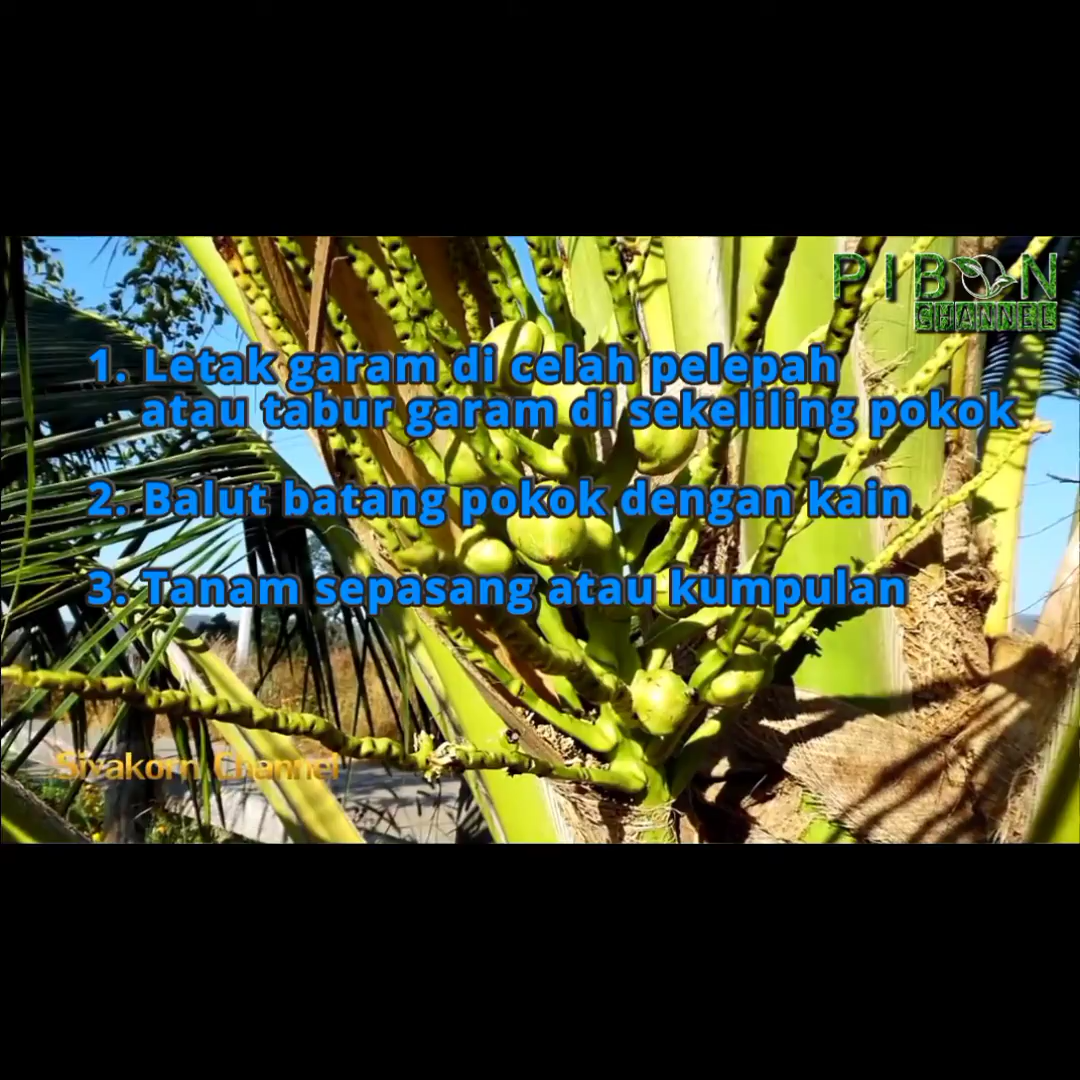 PIBON
CHANNEL
1. Letak garam di celah pelepah
atau tabur garam di sekeliling pokok
2. Balut batang pokok dengan kain
3. Tanam sepasang atau kumpulan
Siyakorn Channel